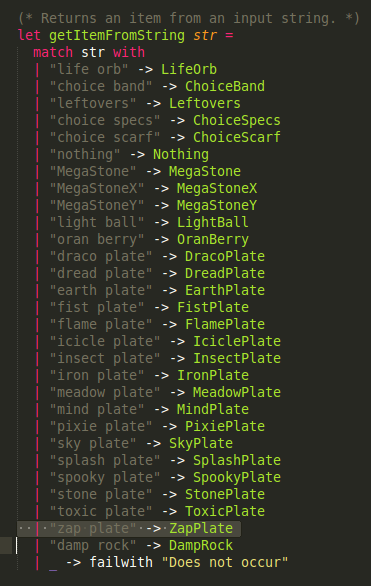 (* Returns an item from an input string. *)
let getItemFromString str =
match str with
| "life orb" -> LifeOrb
| "choice band" -> ChoiceBand
| "leftovers" -> Leftovers
| "choice specs" -> ChoiceSpecs
| "choice scarf" -> ChoiceScarf
| "nothing" -> Nothing
| "MegaStone" -> MegaStone
| "MegaStoneX" -> MegaStoneX
| "MegaStoneY" -> MegaStoneY
| "light ball" -> LightBall
| "oran berry" -> OranBerry
| "draco plate" -> DracoPlate
| "dread plate" -> DreadPlate
| "earth plate" -> EarthPlate
| "fist plate" -> FistPlate
| "flame plate" -> FlamePlate
| "icicle plate" -> IciclePlate
| "insect plate" -> InsectPlate
| "iron plate" -> IronPlate
| "meadow plate" -> MeadowPlate
| "mind plate" -> MindPlate
| "pixie plate" -> PixiePlate
| "sky plate" -> SkyPlate
| "splash plate" -> SplashPlate
| "spooky plate" -> SpookyPlate
| "stone plate" -> StonePlate
| "toxic plate" -> ToxicPlate
| "zap plate" -> ZapPlate
| "damp rock" -> DampRock
| _ -> failwith "Does not occur"